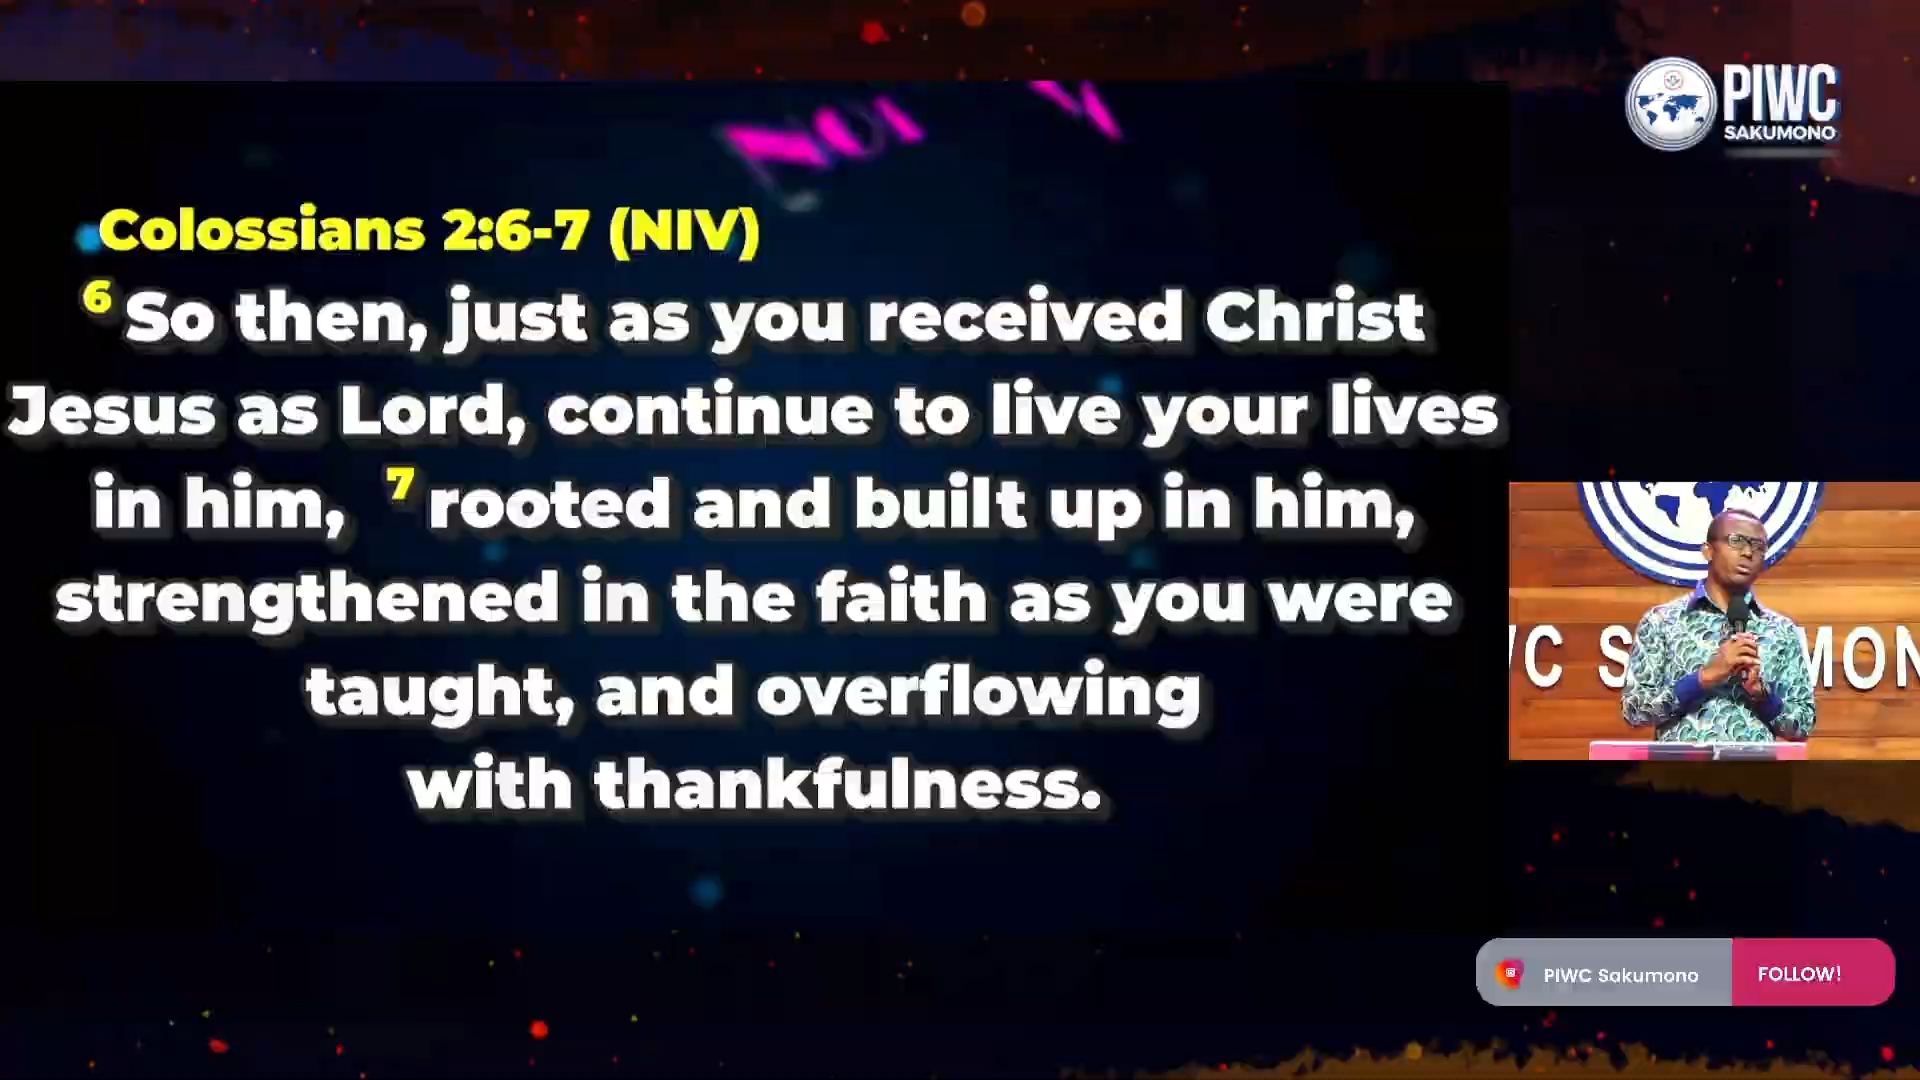 PIWC
SAKUMONO
Colossians 2:6-7 (NIV)
6 So then, just as you received Christ
Jesus as Lord, continue to live your lives
in him, 7 rooted and built up in him,
strengthened in the faith as you were
taught, and overflowing
with thankfulness.
PIWC Sakumono FOLLOW!